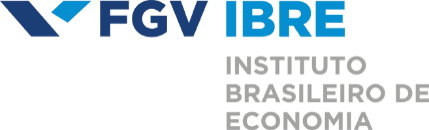 FGV IBRE
INSTITUTO
BRASILEIRO DE
ECONOMIA